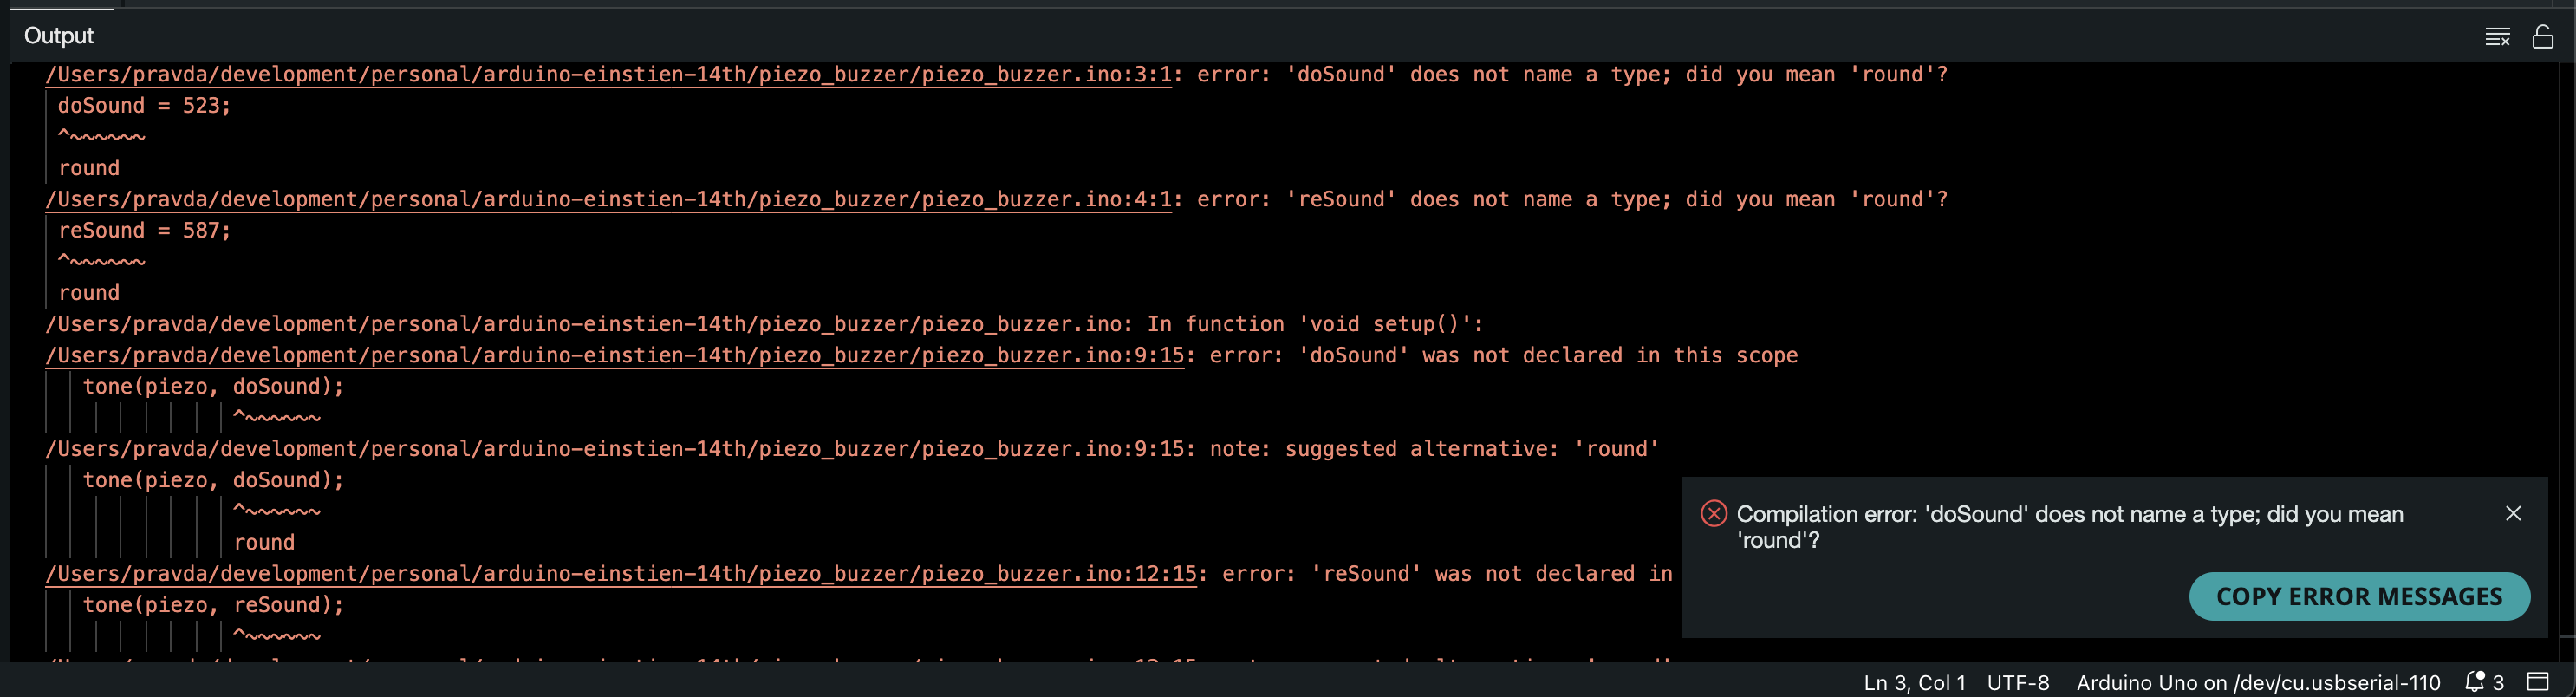 Output
/Users/pravda/development/personal/arduino-einstien-14th/piezo_buzzer/piezo_buzzer.ino:3:1: error: 'doSound' does not name a type; did you mean 'round'?
doSound = 523;
^~~~~~~
round
/Users/pravda/development/personal/arduino-einstien-14th/piezo_buzzer/piezo_buzzer.ino:4:1: error: 'reSound' does not name a type; did you mean 'round'?
reSound = 587;
^~~~~~~
round
/Users/pravda/development/personal/arduino-einstien-14th/piezo_buzzer/piezo_buzzer.ino: In function 'void setup()':
/Users/pravda/development/personal/arduino-einstien-14th/piezo_buzzer/piezo_buzzer.ino:9:15: error: 'doSound' was not declared in this scope
tone(piezo, doSound);
^~~~~~~
/Users/pravda/development/personal/arduino-einstien-14th/piezo_buzzer/piezo_buzzer.ino:9:15: note: suggested alternative: 'round'
tone(piezo, doSound);
^~~~~~~
round
/Users/pravda/development/personal/arduino-einstien-14th/piezo_buzzer/piezo_buzzer.ino:12:15: error: 'reSound' was not declared in
tone(piezo, reSound);
^~~~~~~
Compilation error: 'doSound' does not name a type; did you mean
'round'?
COPY ERROR MESSAGES
Ln 3, Col 1 UTF-8 Arduino Uno on /dev/cu.usbserial-110 3